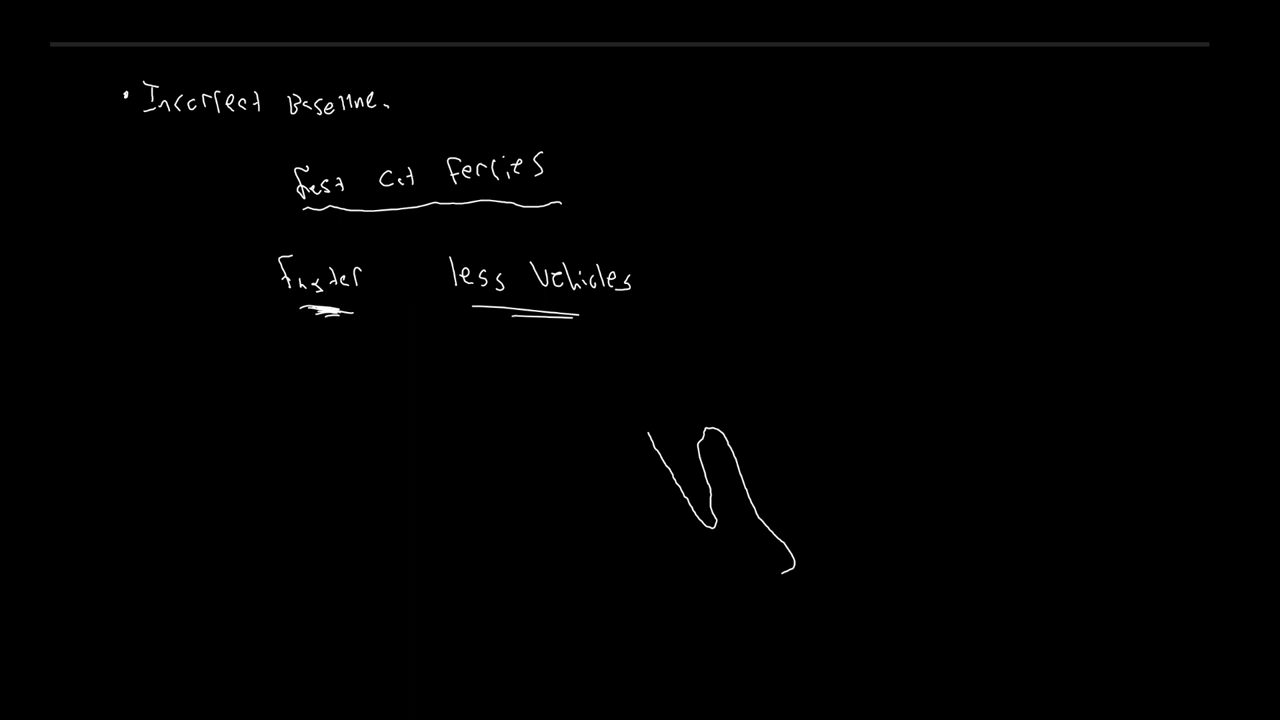 • Incorrect Baseline.
Fast Cat Ferries
Faster less vehicles